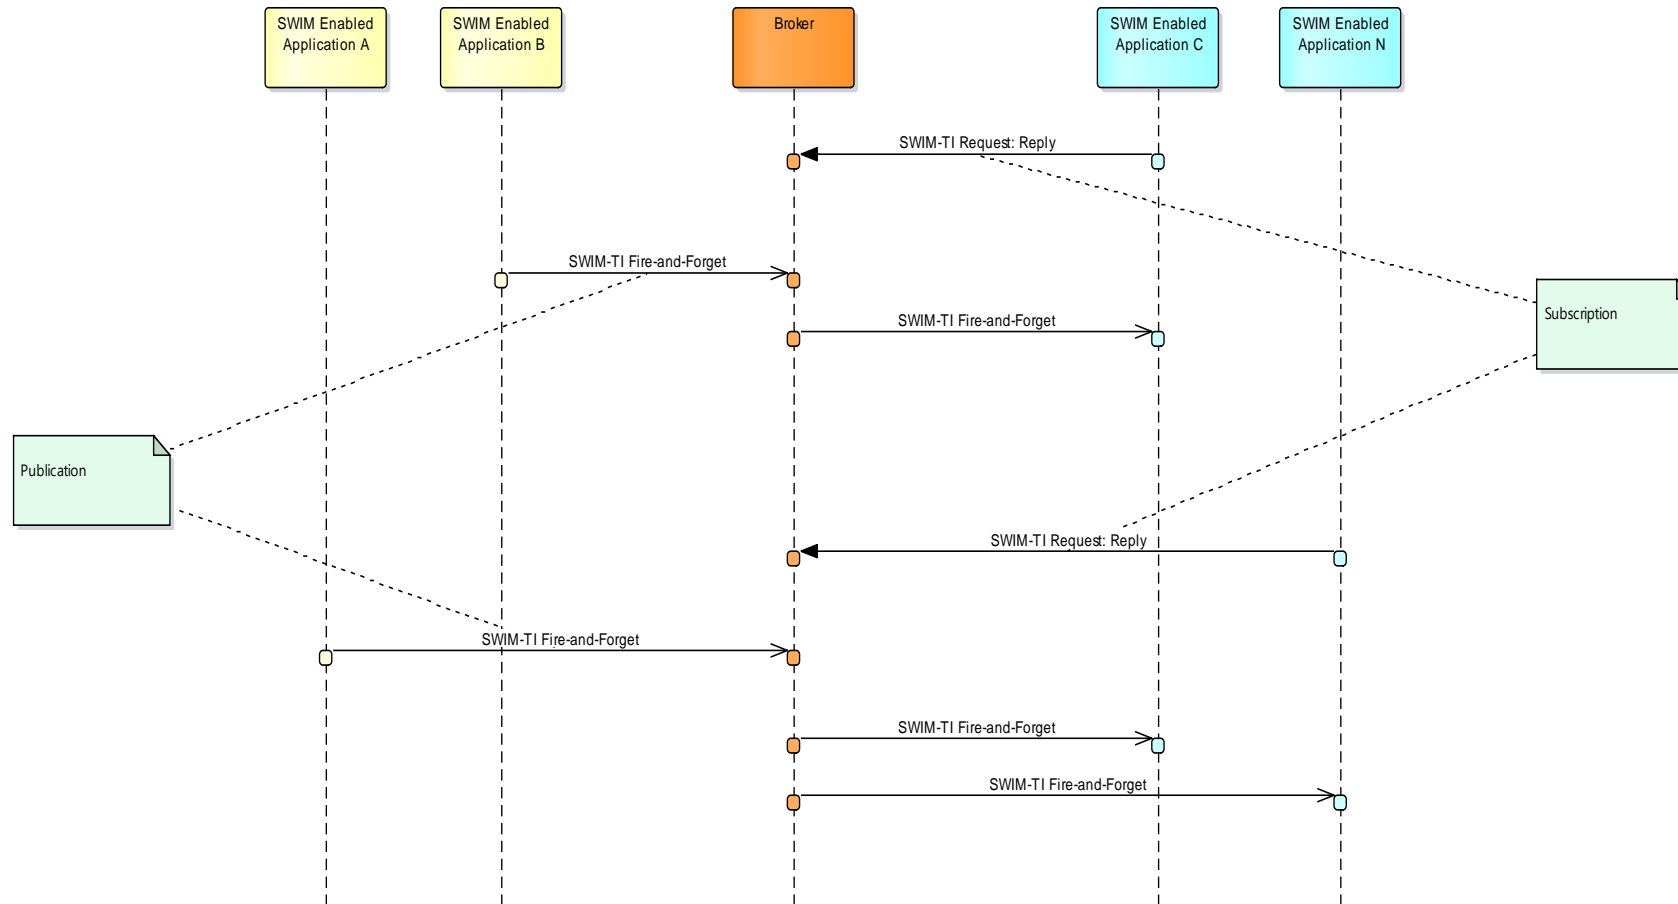 SWIM Enabled
Application A
SWIM Enabled
Application B
Broker
SWIM Enabled
Application C
SWIM Enabled
Application N
SWIM-TI Request: Reply
SWIM-TI Fire-and-Forget
Subscription
SWIM-TI Fire-and-Forget
Publication
SWIM-TI Request: Reply
SWIM-TI Fire-and-Forget
SWIM-TI Fire-and-Forget
SWIM-TI Fire-and-Forget